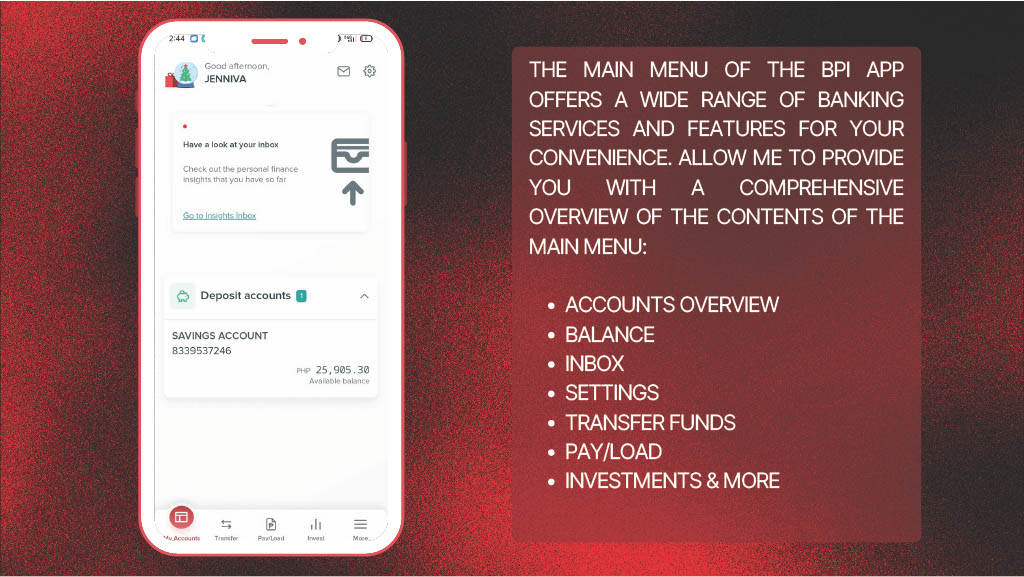 2:44
Good afternoon,
JENNIVA
Have a look at your inbox
Check out the personal finance
insights that you have so far
Go to Insights Inbox
Deposit accounts 1
SAVINGS ACCOUNT
8339537246
PHP 25,905.30
Available balance
My Accounts Transfer Pay/Load Invest More
THE MAIN MENU OF THE BPI APP
OFFERS A WIDE RANGE OF BANKING
SERVICES AND FEATURES FOR YOUR
CONVENIENCE. ALLOW ME TO PROVIDE
YOU WITH A COMPREHENSIVE
OVERVIEW OF THE CONTENTS OF THE
MAIN MENU:
• ACCOUNTS OVERVIEW
• BALANCE
• INBOX
• SETTINGS
• TRANSFER FUNDS
• PAY/LOAD
• INVESTMENTS & MORE